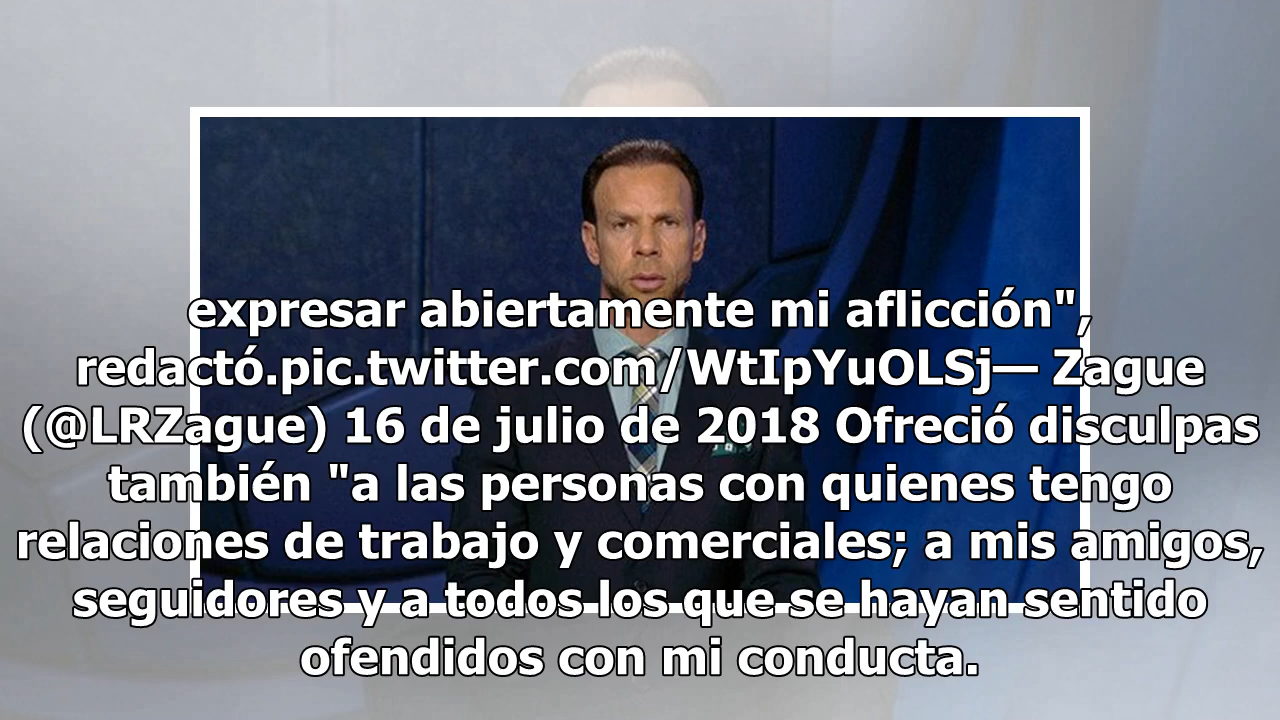 expresar abiertamente mi aflicción",
redactó.pic.twitter.com/WtIpYuOLSj— Zague
(@LRZague) 16 de julio de 2018 Ofreció disculpas
también "a las personas con quienes tengo
relaciones de trabajo y comerciales; a mis amigos,
seguidores y a todos los que se hayan sentido
ofendidos con mi conducta.